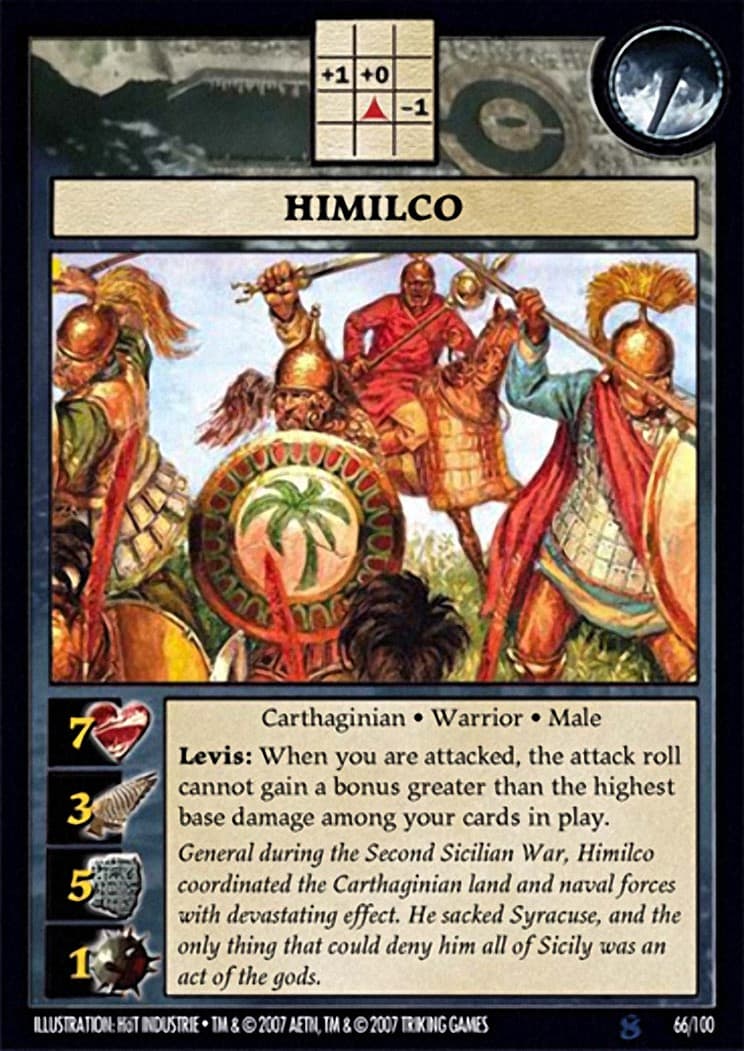 +1 +0
-1
HIMILCO
7
3
5
1
Carthaginian • Warrior • Male
Levis: When you are attacked, the attack roll
cannot gain a bonus greater than the highest
base damage among your cards in play.
General during the Second Sicilian War, Himilco
coordinated the Carthaginian land and naval forces
with devastating effect. He sacked Syracuse, and the
only thing that could deny him all of Sicily was an
act of the gods.
ILLUSTRATION: HäT INDUSTRIE • TM & © 2007 AETN, TM & © 2007 TRIKING GAMES
66/100